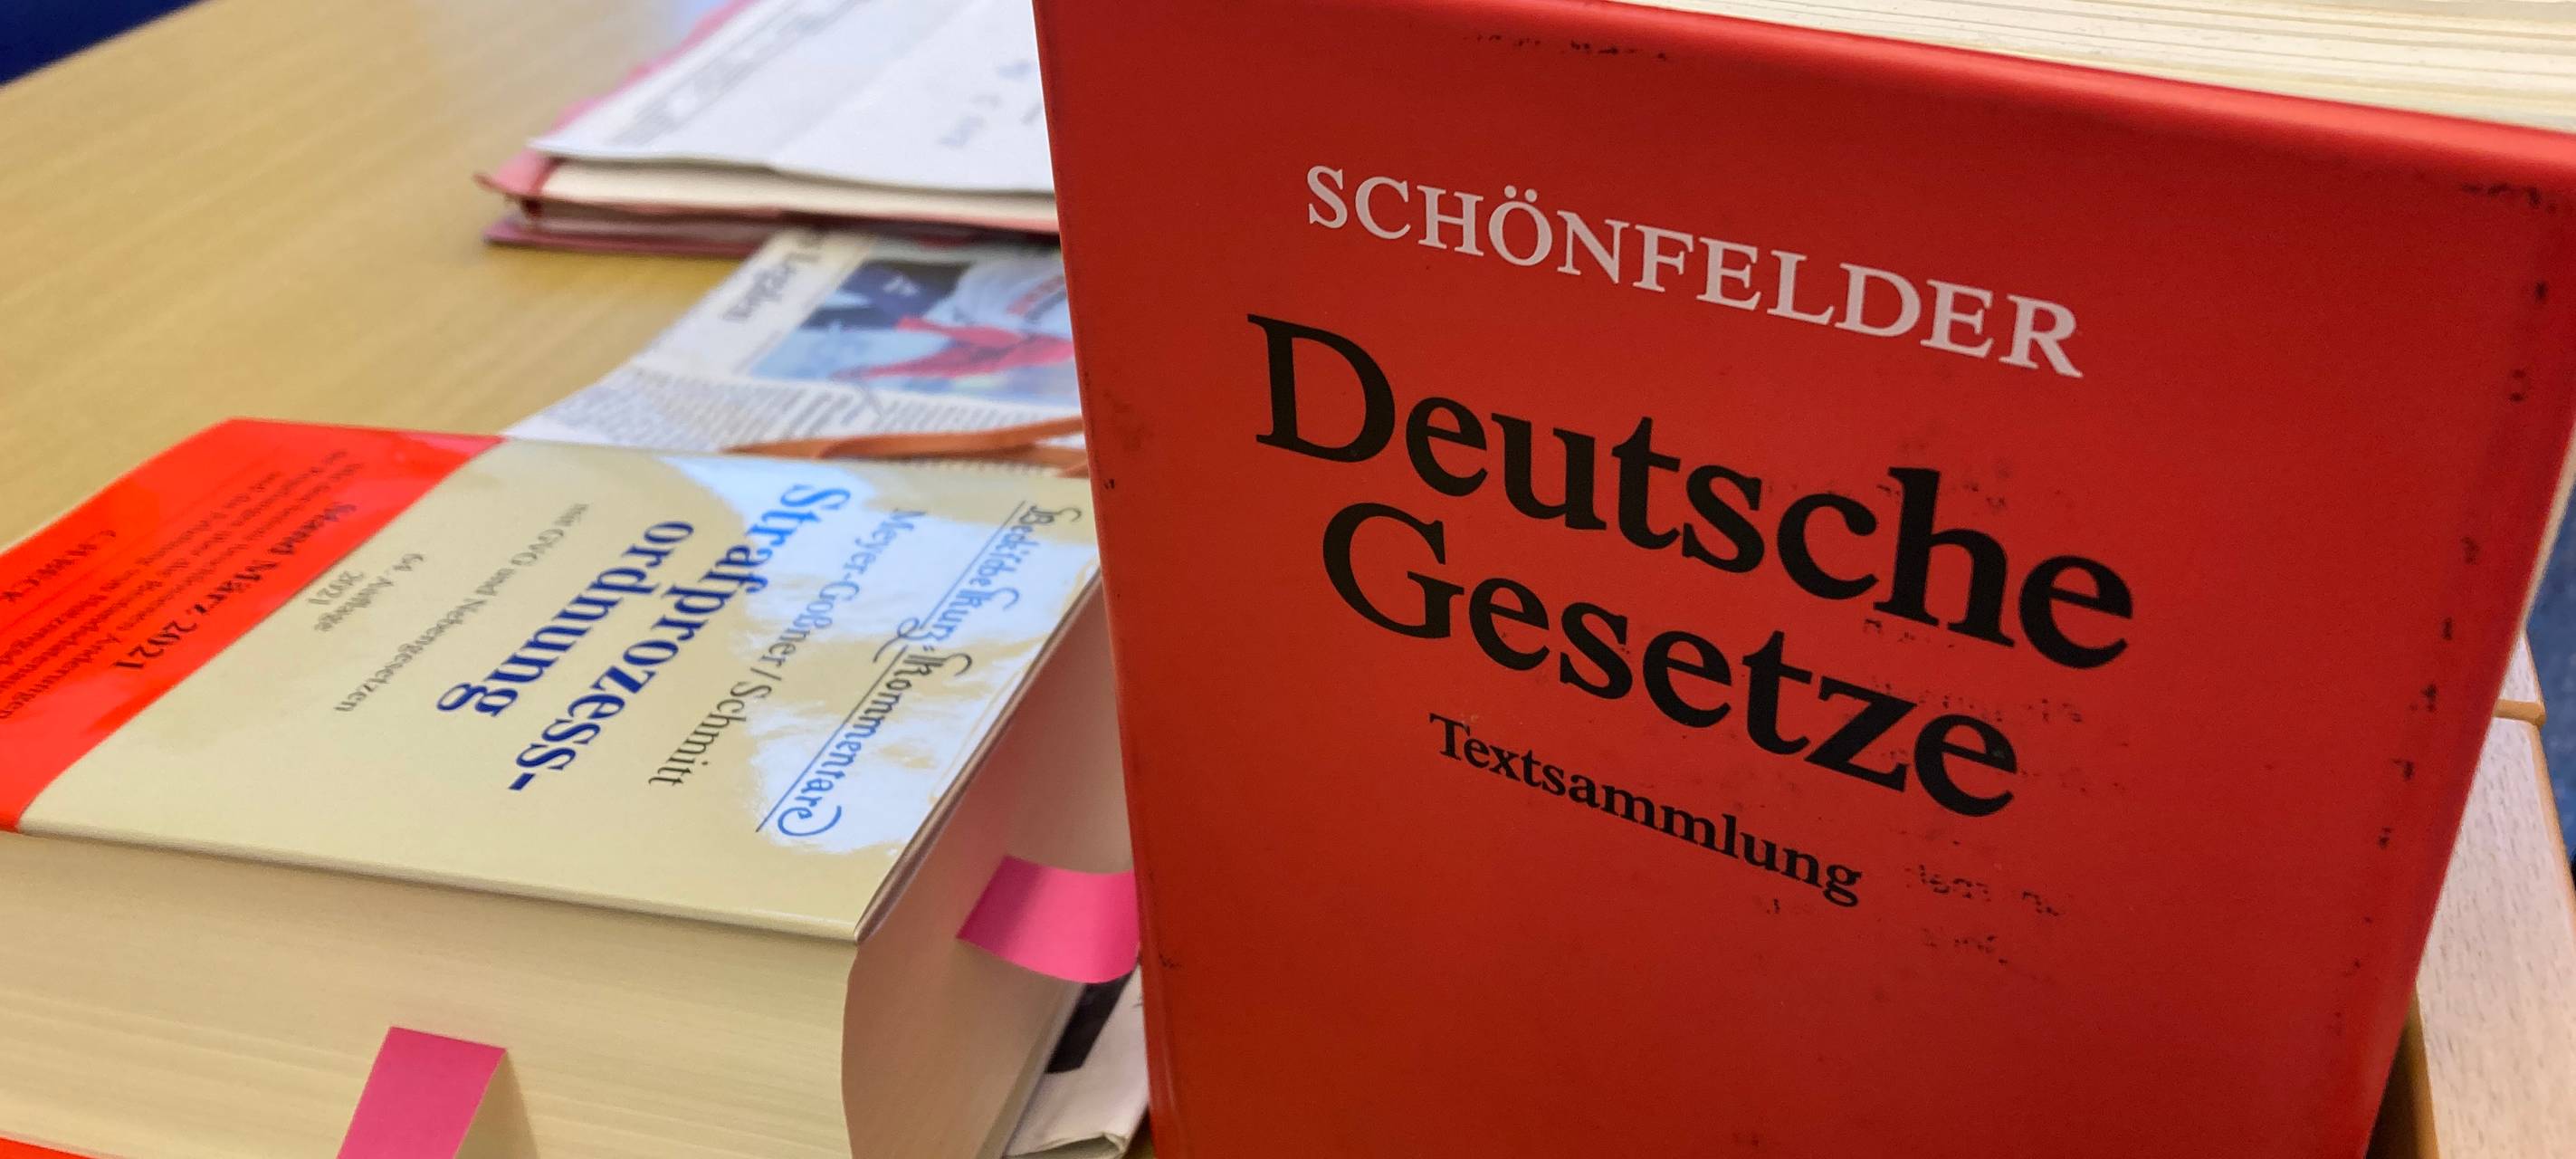 SCHÖNFELDER
Deutsche
Gesetze
Textsammlung
Beck'sche Kurz-Kommentare
Meyer-Goßner/Schmitt
Strafprozess-
ordnung
mit GVG und Nebengesetzen
64. Auflage
2021
Stand März 2021
C.H.BECK